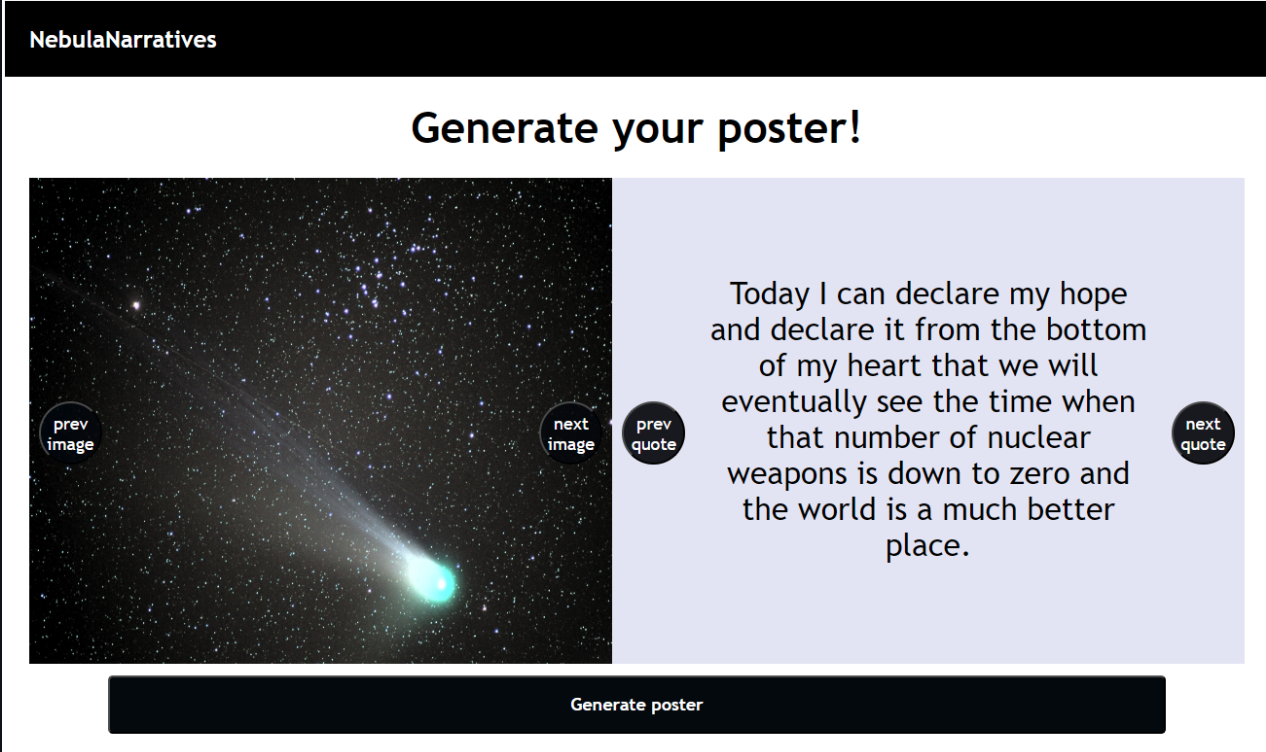 NebulaNarratives
Generate your poster!
prev
image
next
image
prev
quote
Today I can declare my hope
and declare it from the bottom
of my heart that we will
eventually see the time when
that number of nuclear
weapons is down to zero and
the world is a much better
place.
next
quote
Generate poster